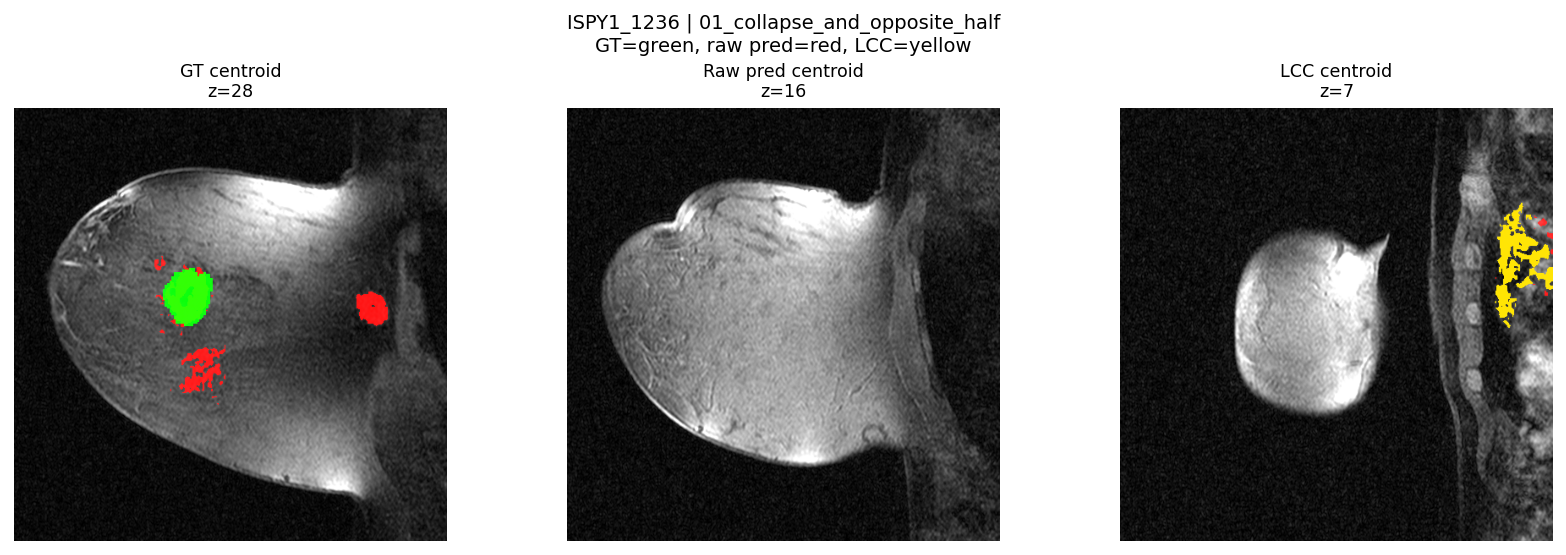 ISPY1_1236 | 01_collapse_and_opposite_half
GT=green, raw pred=red, LCC=yellow
GT centroid
z=28
Raw pred centroid
z=16
LCC centroid
z=7